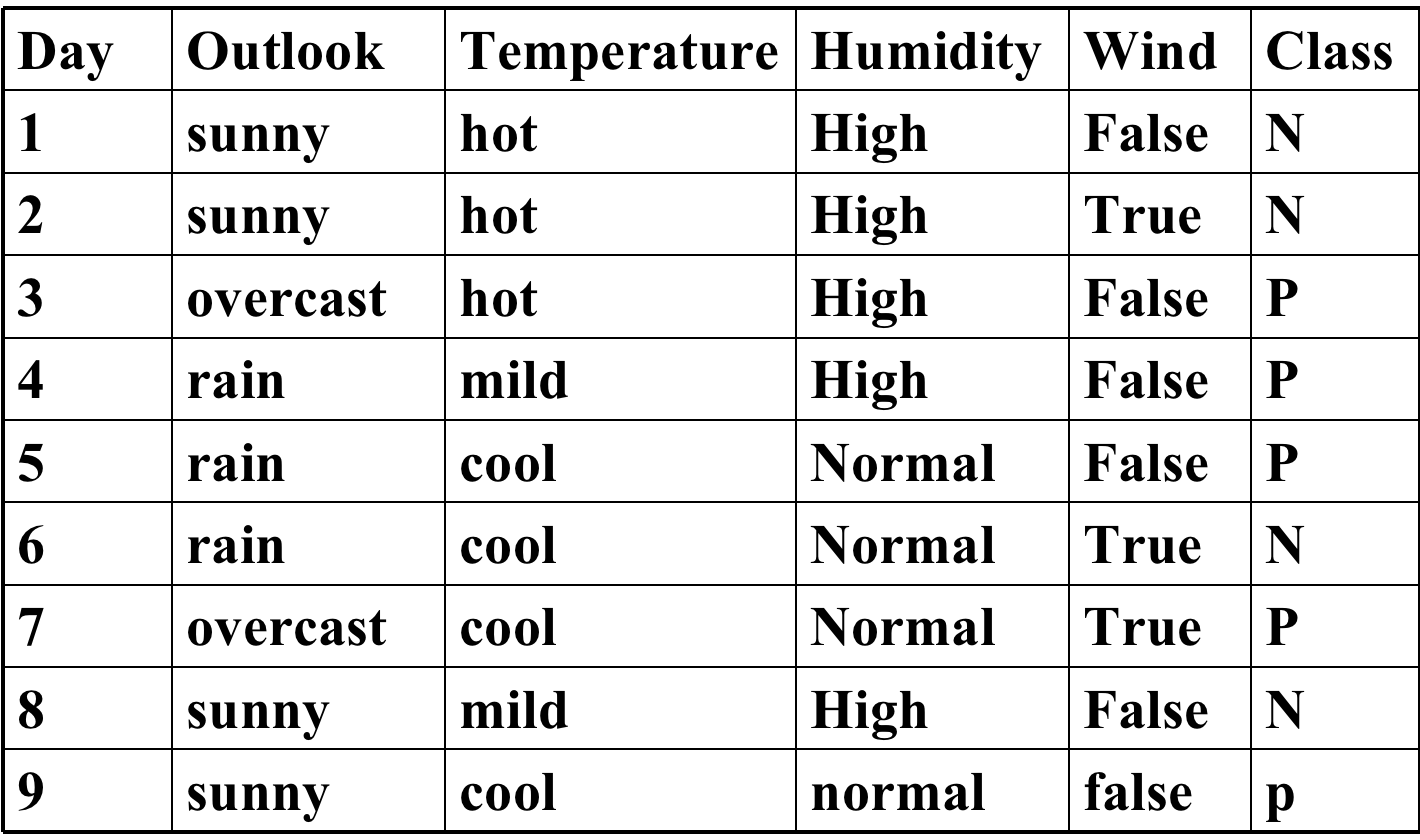 Day Outlook Temperature Humidity Wind Class
1 sunny hot High False N
2 sunny hot High True N
3 overcast hot High False P
4 rain mild High False P
5 rain cool Normal False P
6 rain cool Normal True N
7 overcast cool Normal True P
8 sunny mild High False N
9 sunny cool normal false p